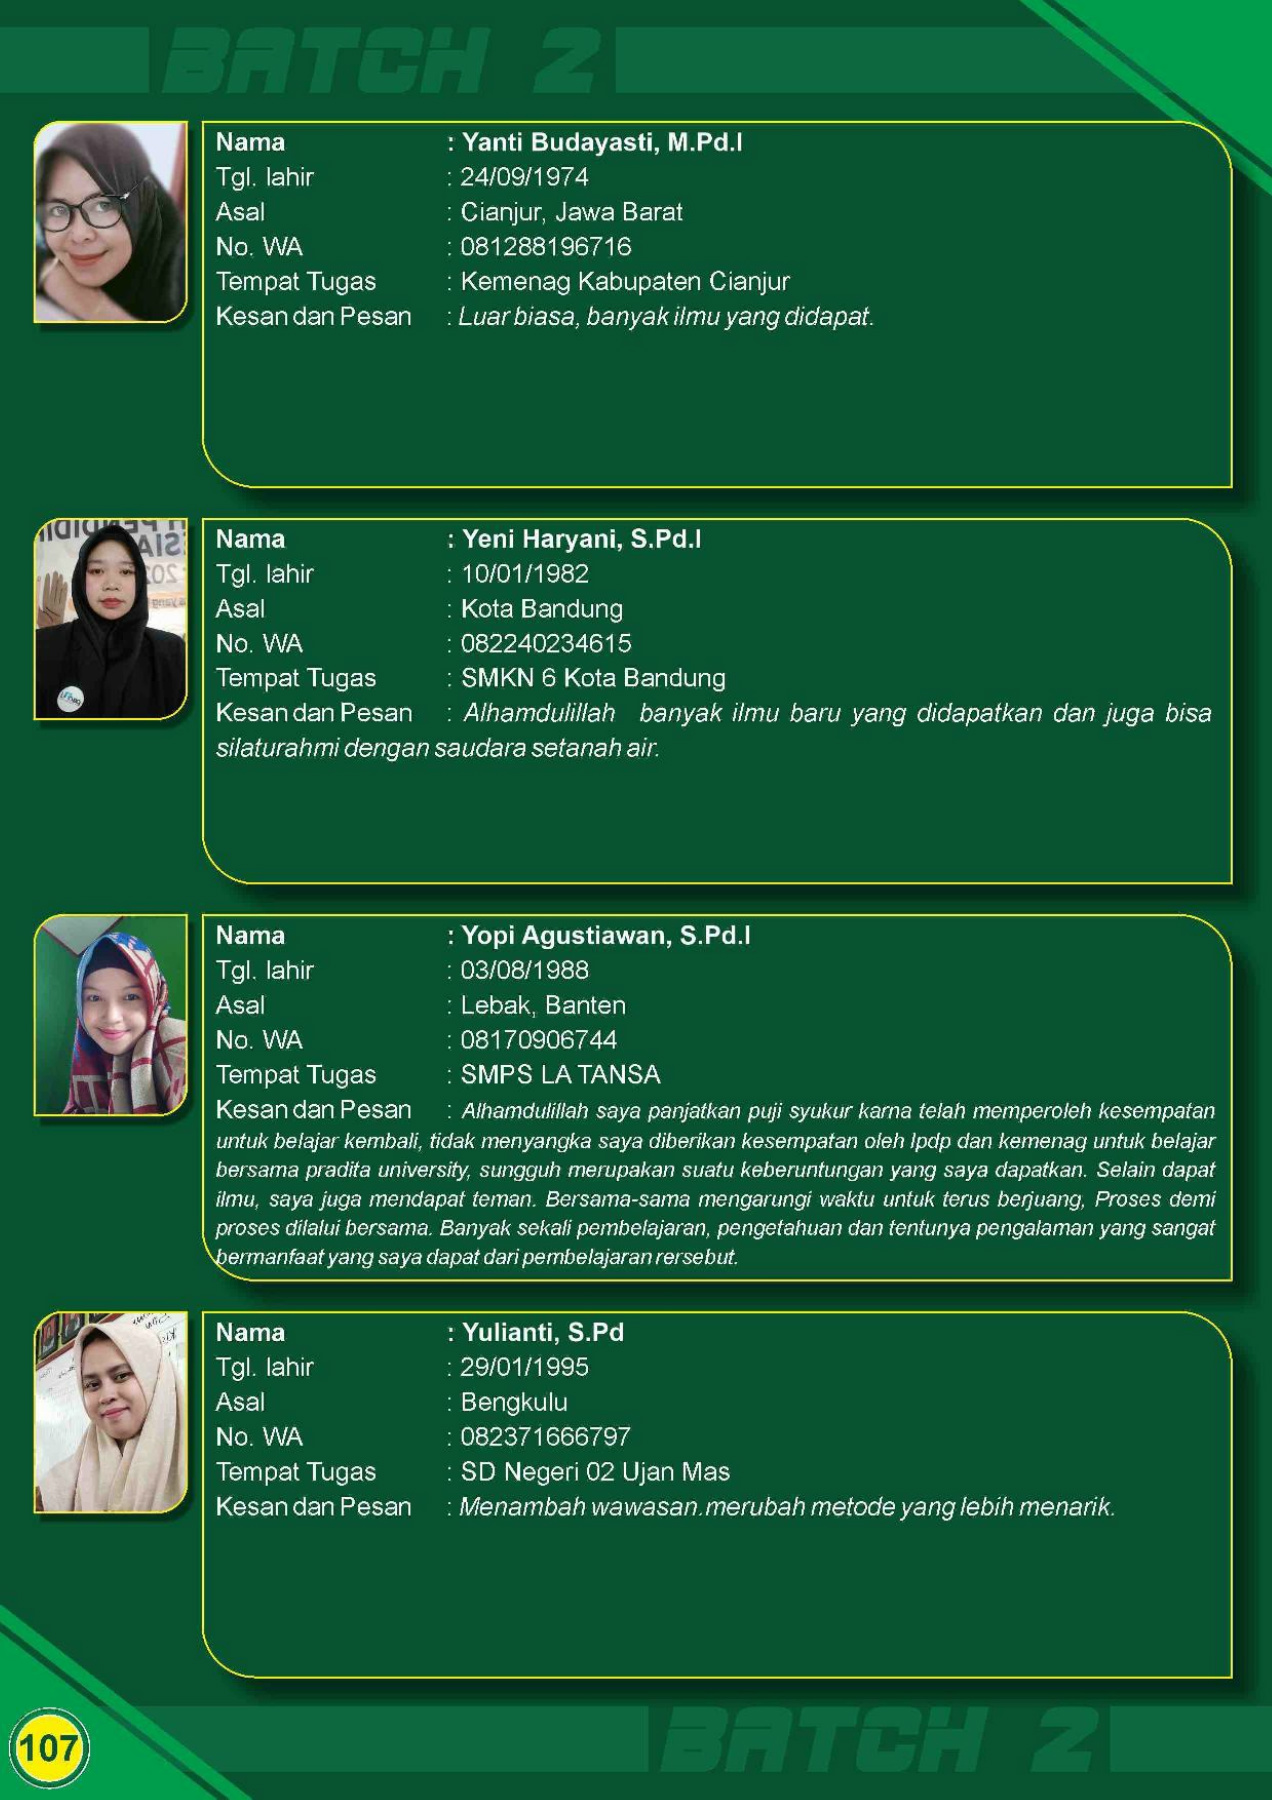 BATCH 2
Nama : Yanti Budayasti, M.Pd.I
Tgl. lahir : 24/09/1974
Asal : Cianjur, Jawa Barat
No. WA : 081288196716
Tempat Tugas : Kemenag Kabupaten Cianjur
Kesan dan Pesan : Luar biasa, banyak ilmu yang didapat.
Nama : Yeni Haryani, S.Pd.I
Tgl. lahir : 10/01/1982
Asal : Kota Bandung
No. WA : 082240234615
Tempat Tugas : SMKN 6 Kota Bandung
Kesan dan Pesan : Alhamdulillah banyak ilmu baru yang didapatkan dan juga bisa
silaturahmi dengan saudara setanah air.
Nama : Yopi Agustiawan, S.Pd.I
Tgl. lahir : 03/08/1988
Asal : Lebak, Banten
No. WA : 08170906744
Tempat Tugas : SMPS LA TANSA
Kesan dan Pesan : Alhamdulillah saya panjatkan puji syukur karna telah memperoleh kesempatan
untuk belajar kembali, tidak menyangka saya diberikan kesempatan oleh lpdp dan kemenag untuk belajar
bersama pradita university, sungguh merupakan suatu keberuntungan yang saya dapatkan. Selain dapat
ilmu, saya juga mendapat teman. Bersama-sama mengarungi waktu untuk terus berjuang, Proses demi
proses dilalui bersama. Banyak sekali pembelajaran, pengetahuan dan tentunya pengalaman yang sangat
bermanfaat yang saya dapat dari pembelajaran rersebut.
Nama : Yulianti, S.Pd
Tgl. lahir : 29/01/1995
Asal : Bengkulu
No. WA : 082371666797
Tempat Tugas : SD Negeri 02 Ujan Mas
Kesan dan Pesan : Menambah wawasan.merubah metode yang lebih menarik.
107
BATCH 2